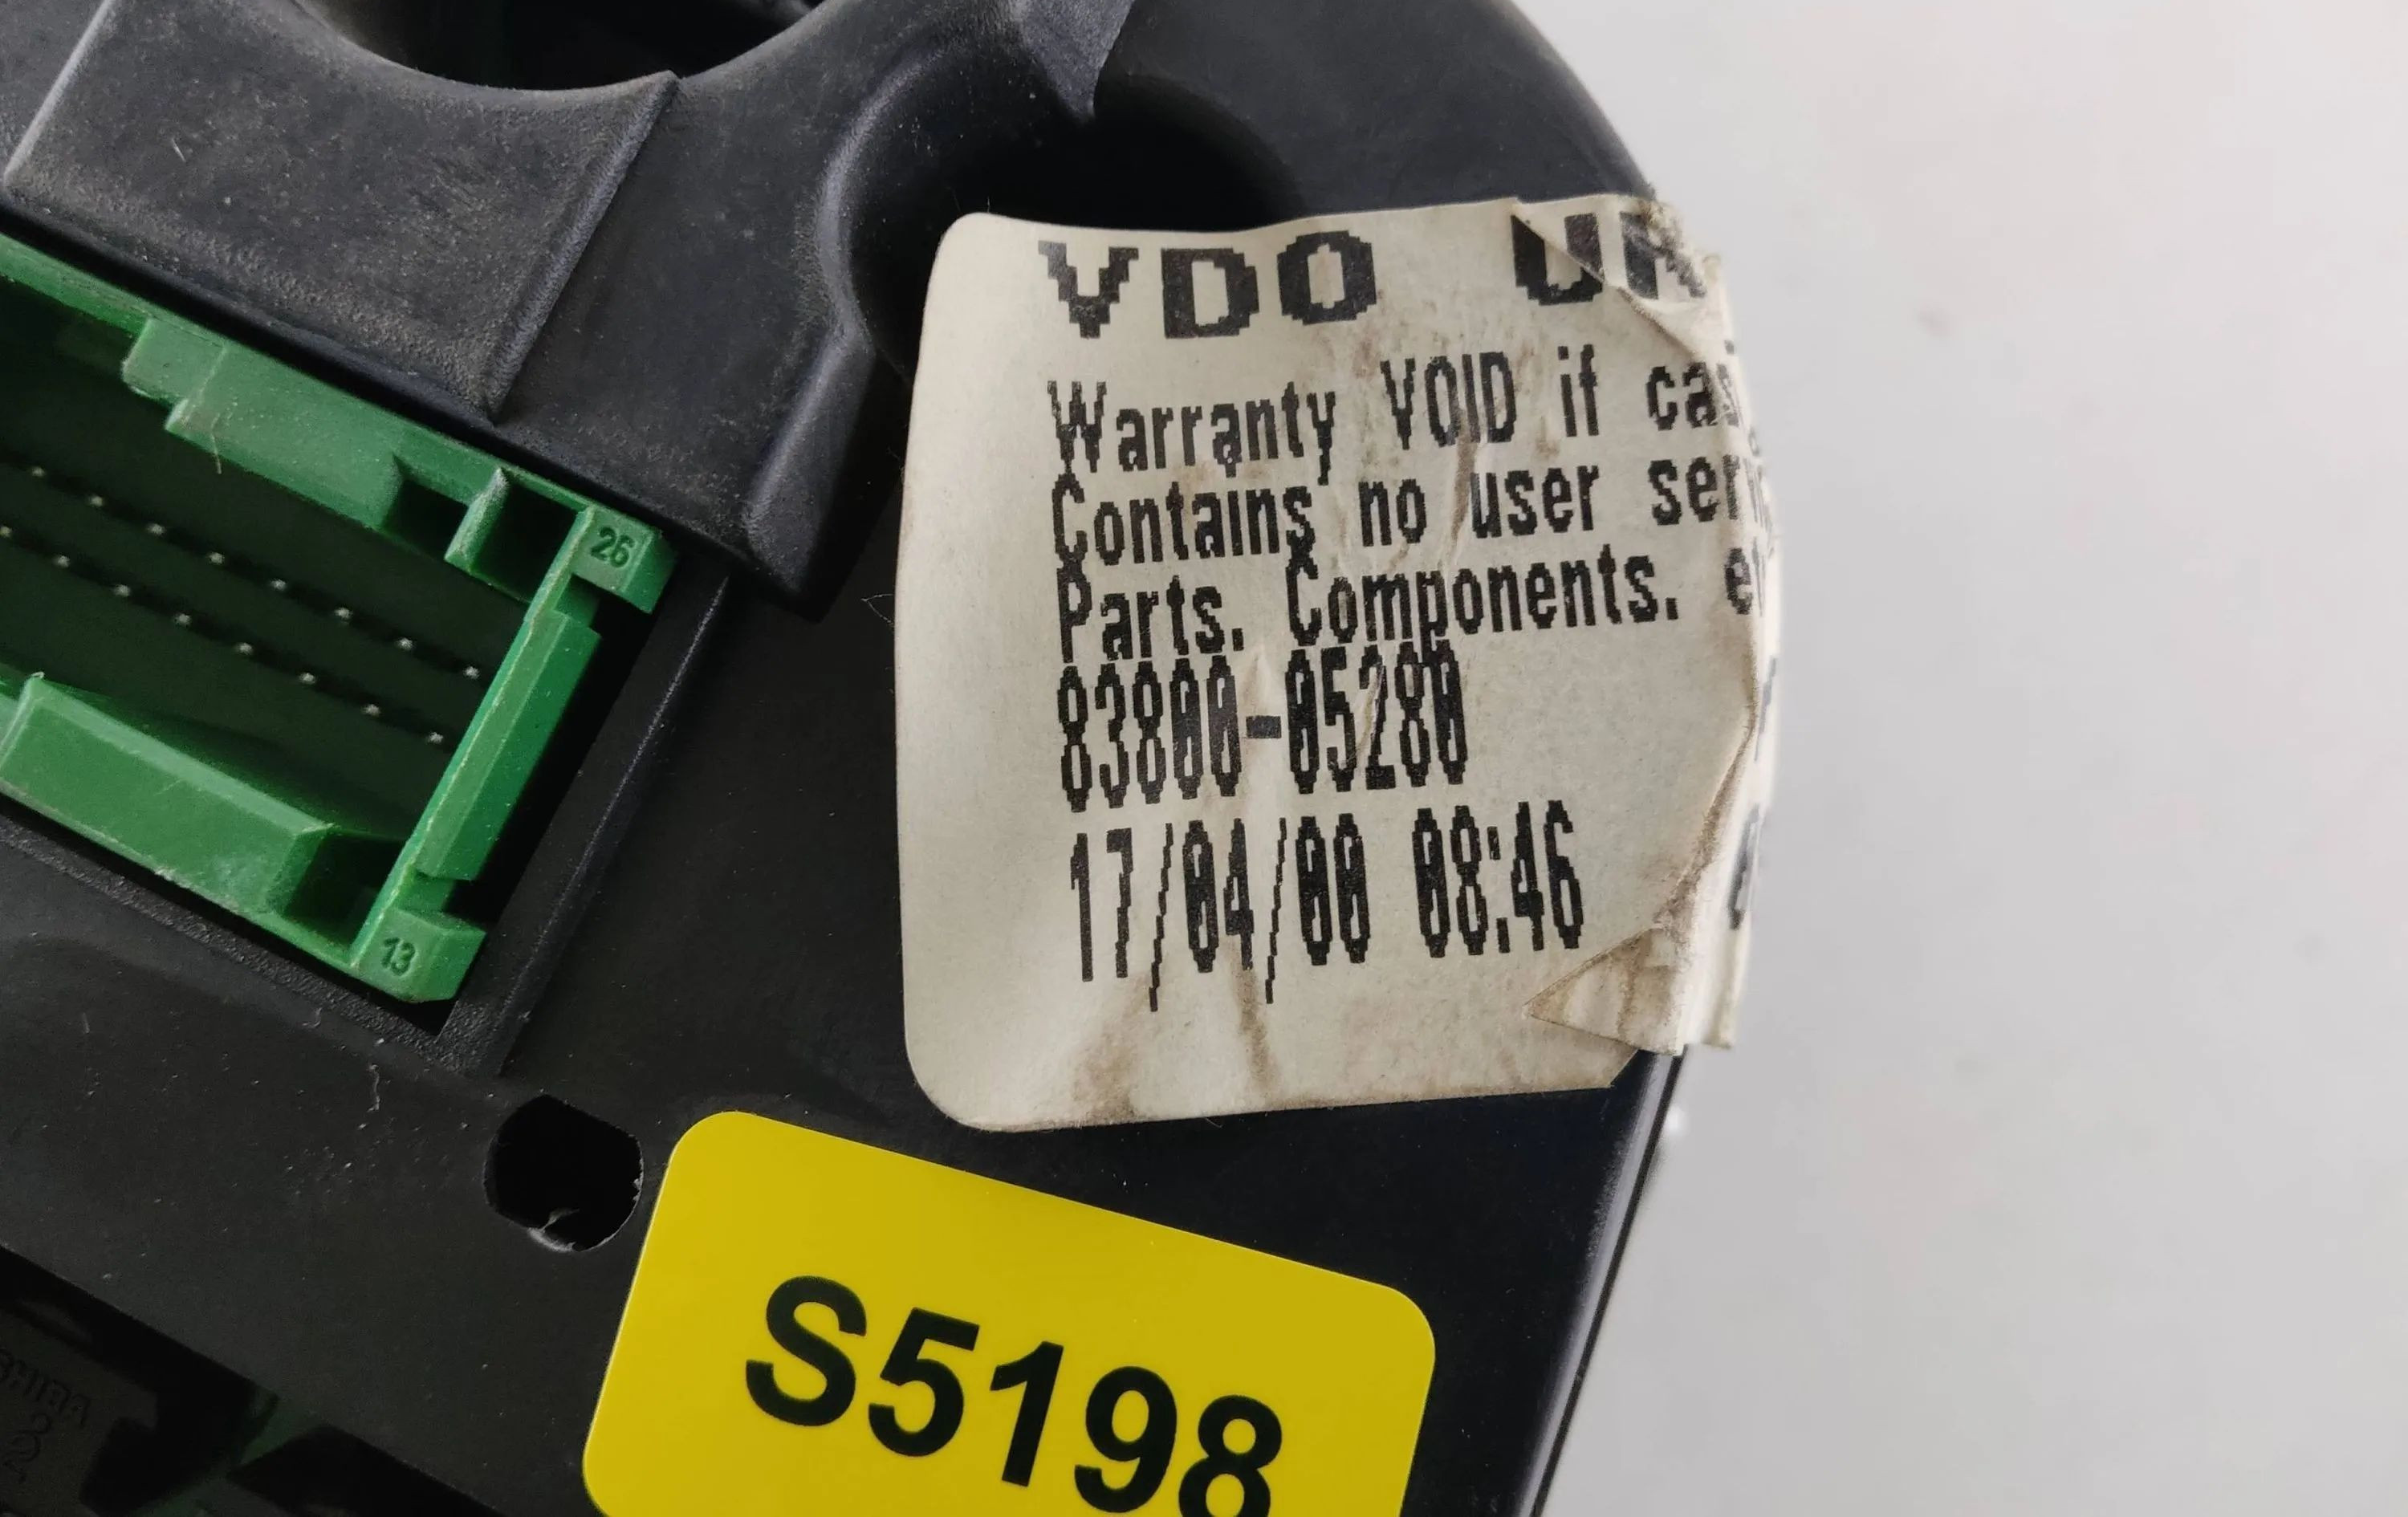 VDO
Warranty VOID if
Contains no user
Parts. Components.
83800-05280
17/04/00 08:46
26
13
S5198